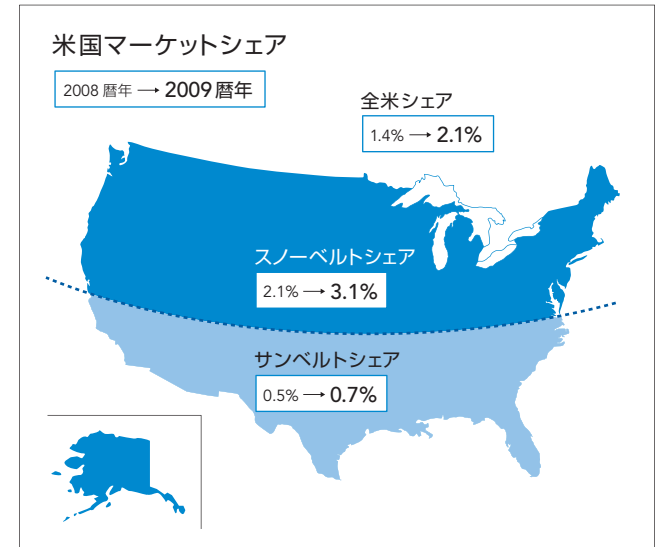 米国マーケットシェア
2008 暦年 → 2009 暦年
全米シェア
1.4% → 2.1%
スノーベルトシェア
2.1% → 3.1%
サンベルトシェア
0.5% → 0.7%